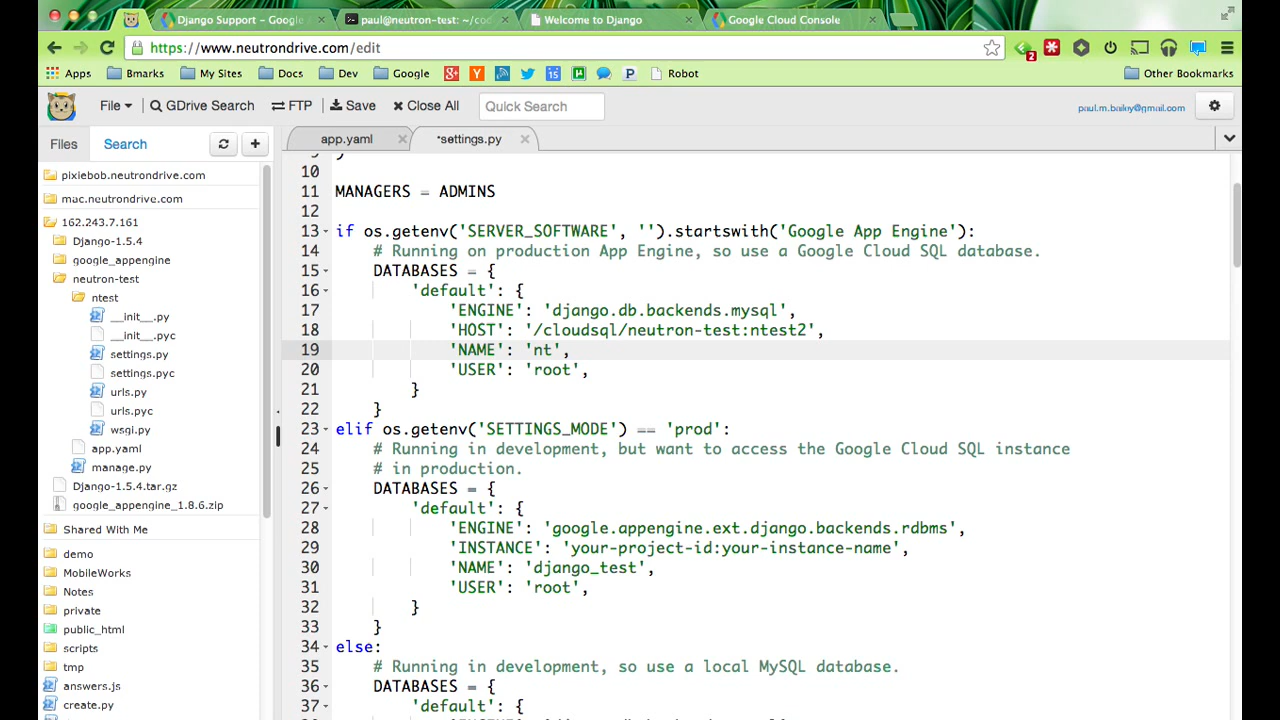 Django Support - Google
paul@neutron-test: ~/co
Welcome to Django
Google Cloud Console
https://www.neutrondrive.com/edit
2
Apps Bmarks My Sites Docs Dev Google g+ Y 15 P Robot Other Bookmarks
File GDrive Search FTP Save Close All Quick Search paul.m.bailey@gmail.com
Files Search app.yaml *settings.py
pixiebob.neutrondrive.com
mac.neutrondrive.com
162.243.7.161
Django-1.5.4
google_appengine
neutron-test
ntest
__init__.py
__init__.pyc
settings.py
settings.pyc
urls.py
urls.pyc
wsgi.py
app.yaml
manage.py
Django-1.5.4.tar.gz
google_appengine_1.8.6.zip
Shared With Me
demo
MobileWorks
Notes
private
public_html
scripts
tmp
answers.js
create.py
9 }
10
11 MANAGERS = ADMINS
12
13 if os.getenv('SERVER_SOFTWARE', '').startswith('Google App Engine'):
14 # Running on production App Engine, so use a Google Cloud SQL database.
15 DATABASES = {
16 'default': {
17 'ENGINE': 'django.db.backends.mysql',
18 'HOST': '/cloudsql/neutron-test:ntest2',
19 'NAME': 'nt',
20 'USER': 'root',
21 }
22 }
23 elif os.getenv('SETTINGS_MODE') == 'prod':
24 # Running in development, but want to access the Google Cloud SQL instance
25 # in production.
26 DATABASES = {
27 'default': {
28 'ENGINE': 'google.appengine.ext.django.backends.rdbms',
29 'INSTANCE': 'your-project-id:your-instance-name',
30 'NAME': 'django_test',
31 'USER': 'root',
32 }
33 }
34 else:
35 # Running in development, so use a local MySQL database.
36 DATABASES = {
37 'default': {